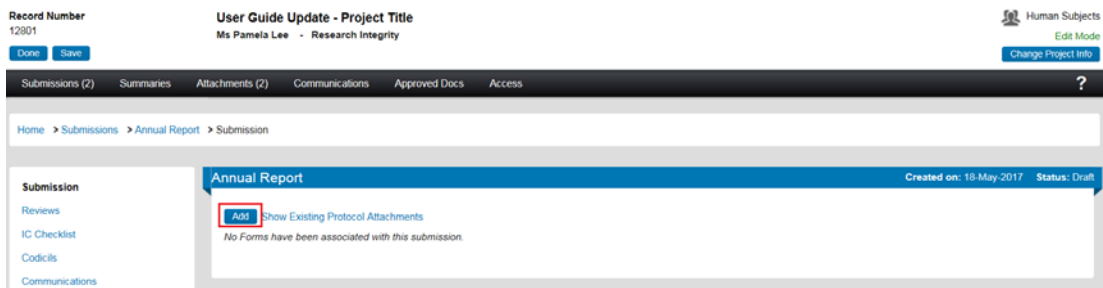 Record Number
12801
Done Save
User Guide Update - Project Title
Ms Pamela Lee - Research Integrity
Human Subjects
Edit Mode
Change Project Info
Submissions (2) Summaries Attachments (2) Communications Approved Docs Access ?
Home > Submissions > Annual Report > Submission
Submission
Reviews
IC Checklist
Codicils
Communications
Annual Report Created on: 18-May-2017 Status: Draft
Add Show Existing Protocol Attachments
No Forms have been associated with this submission.